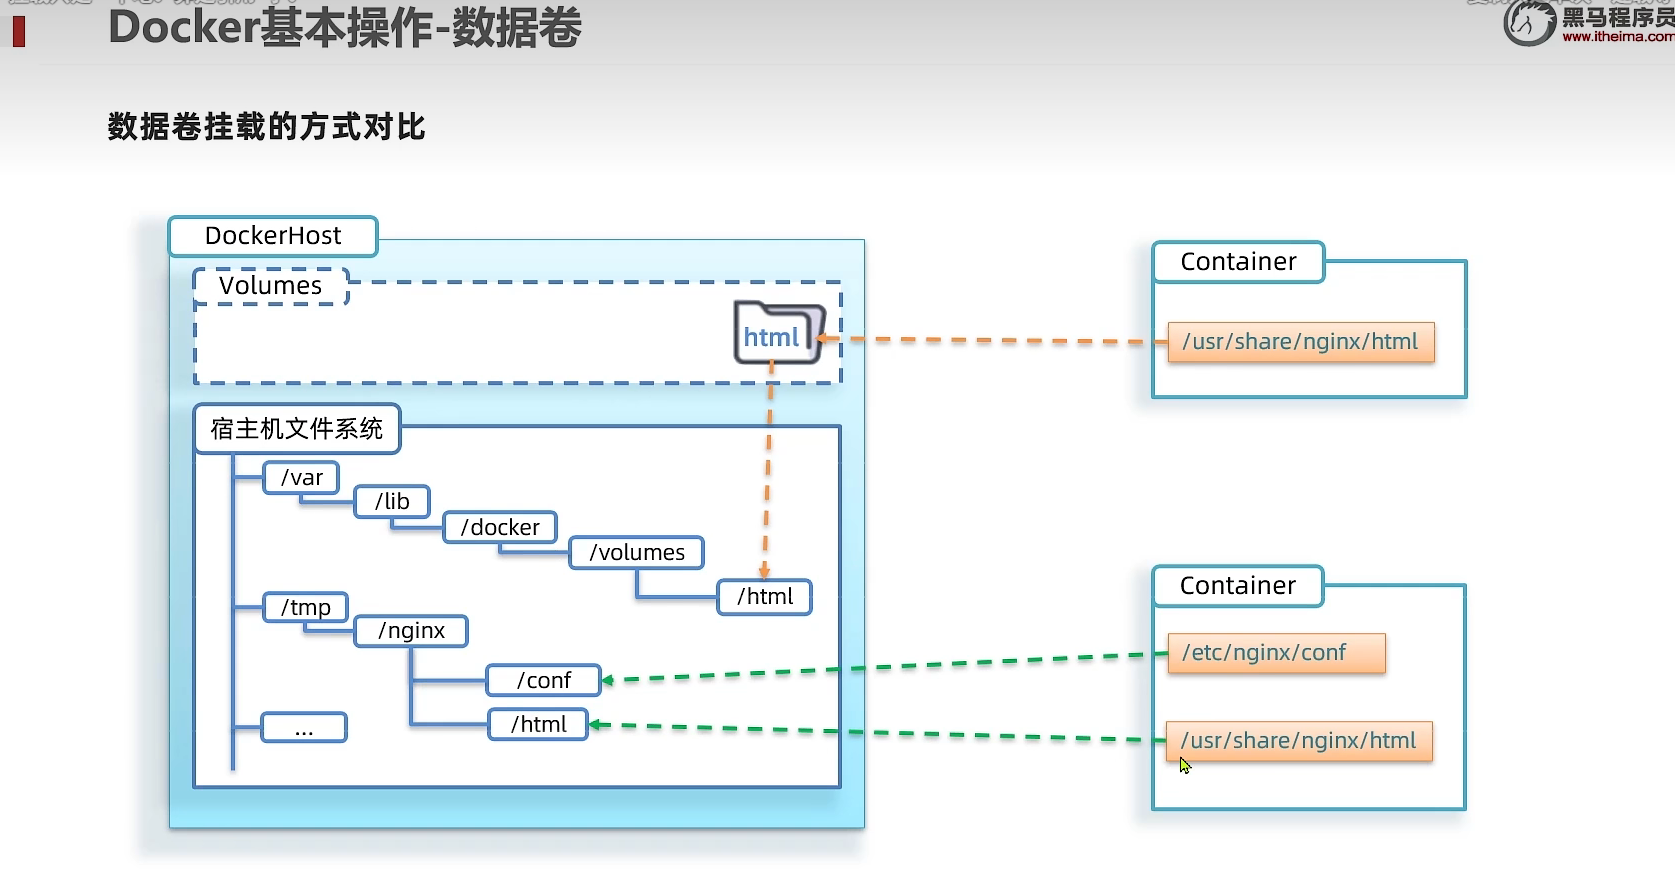 Docker基本操作-数据卷
黑马程序员
www.itheima.com
数据卷挂载的方式对比
DockerHost
Volumes
html
宿主机文件系统
/var
/lib
/docker
/volumes
/html
/tmp
/nginx
/conf
/html
...
Container
/usr/share/nginx/html
Container
/etc/nginx/conf
/usr/share/nginx/html